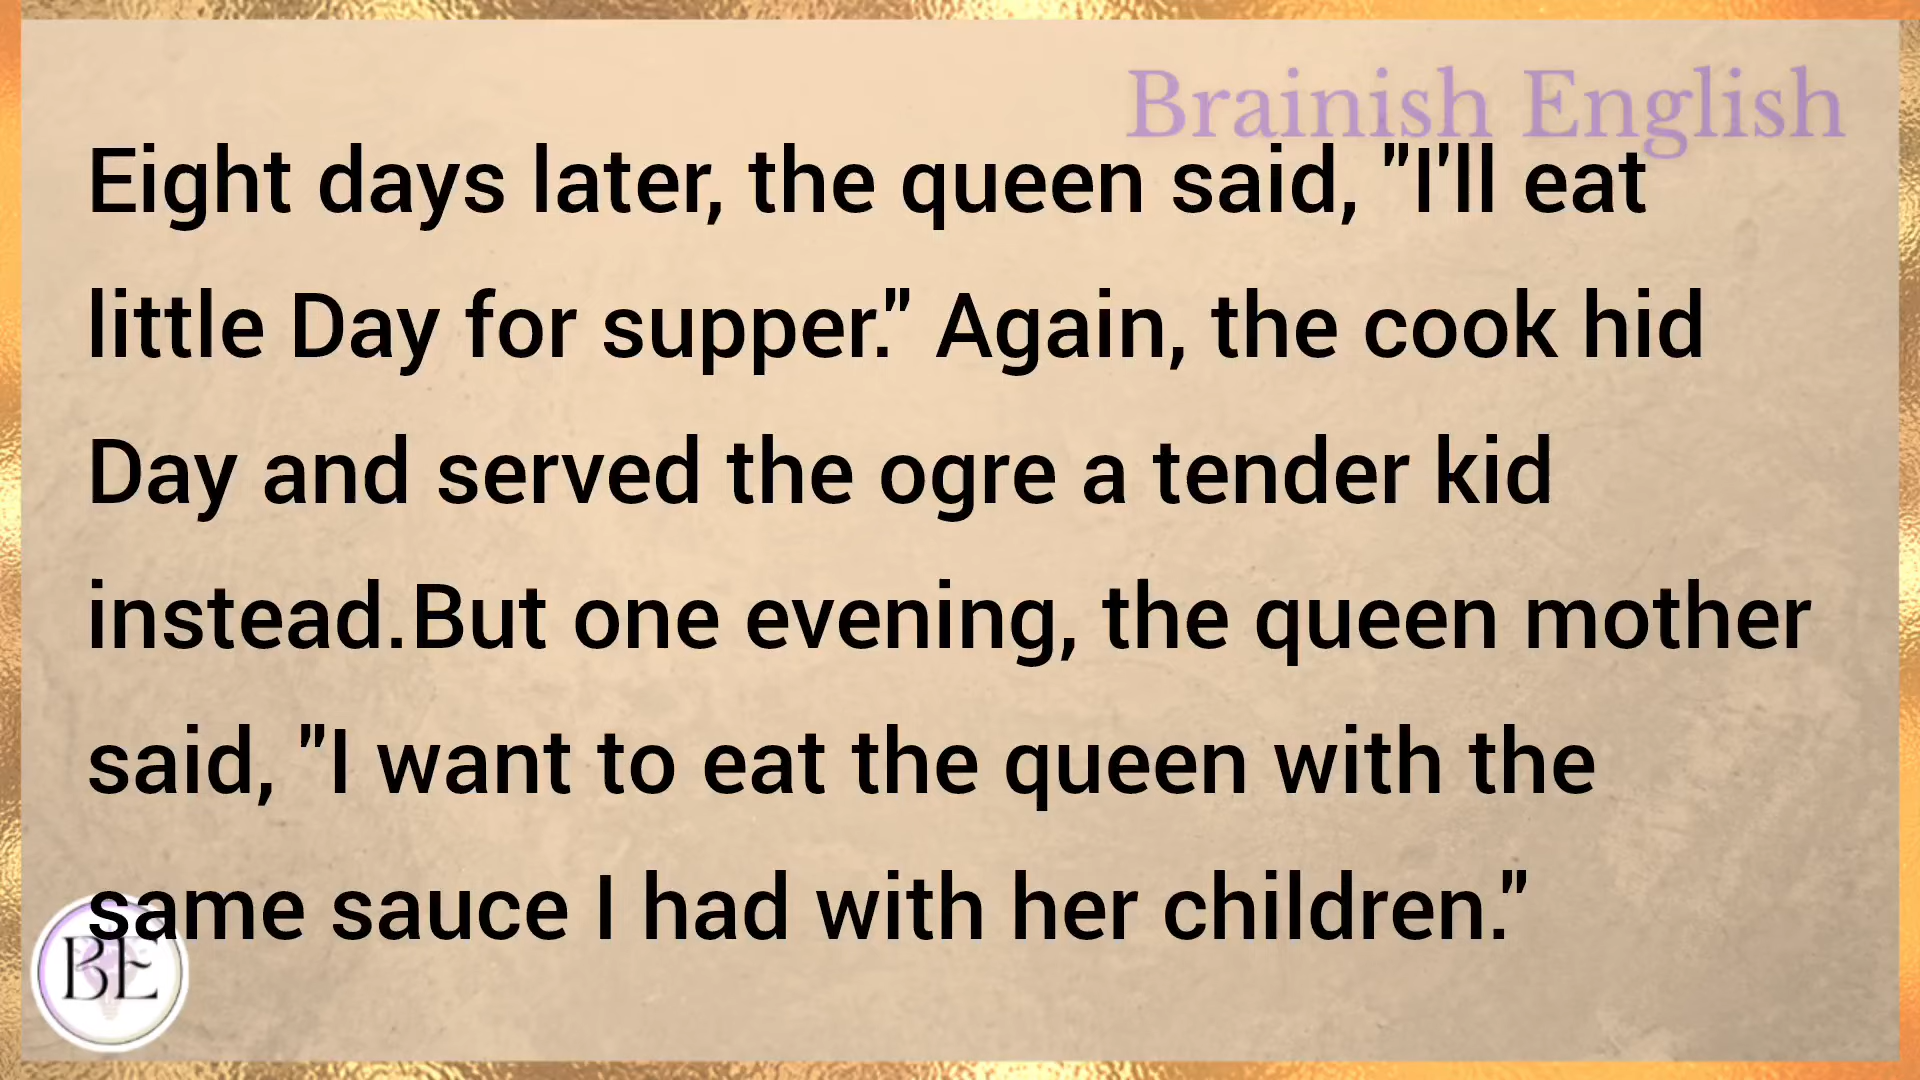 Brainish English
Eight days later, the queen said, "I'll eat
little Day for supper." Again, the cook hid
Day and served the ogre a tender kid
instead.But one evening, the queen mother
said, "I want to eat the queen with the
same sauce I had with her children."
BE